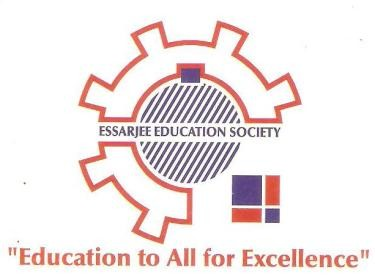 ESSARJEE EDUCATION SOCIETY
"Education to All for Excellence"